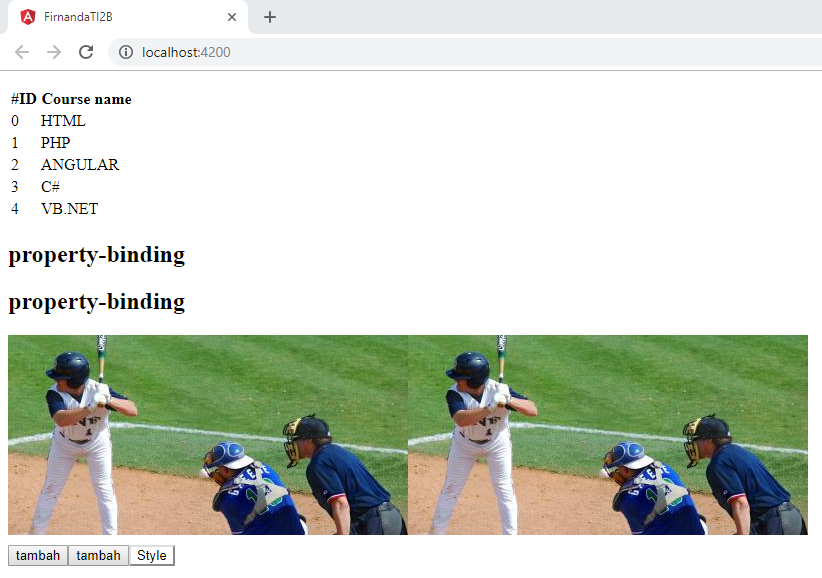 FirnandaTI2B
localhost:4200
#ID Course name
0 HTML
1 PHP
2 ANGULAR
3 C#
4 VB.NET
property-binding
property-binding
tambah tambah Style